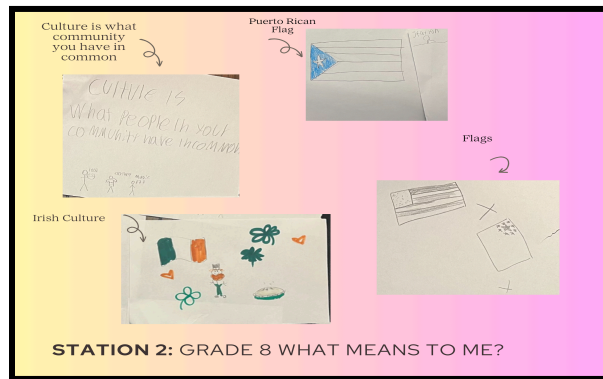 Culture is what
community
you have in
common
Puerto Rican
Flag
CULTURE IS
What PEOPLE IN YOUR
COMMUNITY HAVE IN COMMON
Flags
Irish Culture
STATION 2: GRADE 8 WHAT MEANS TO ME?